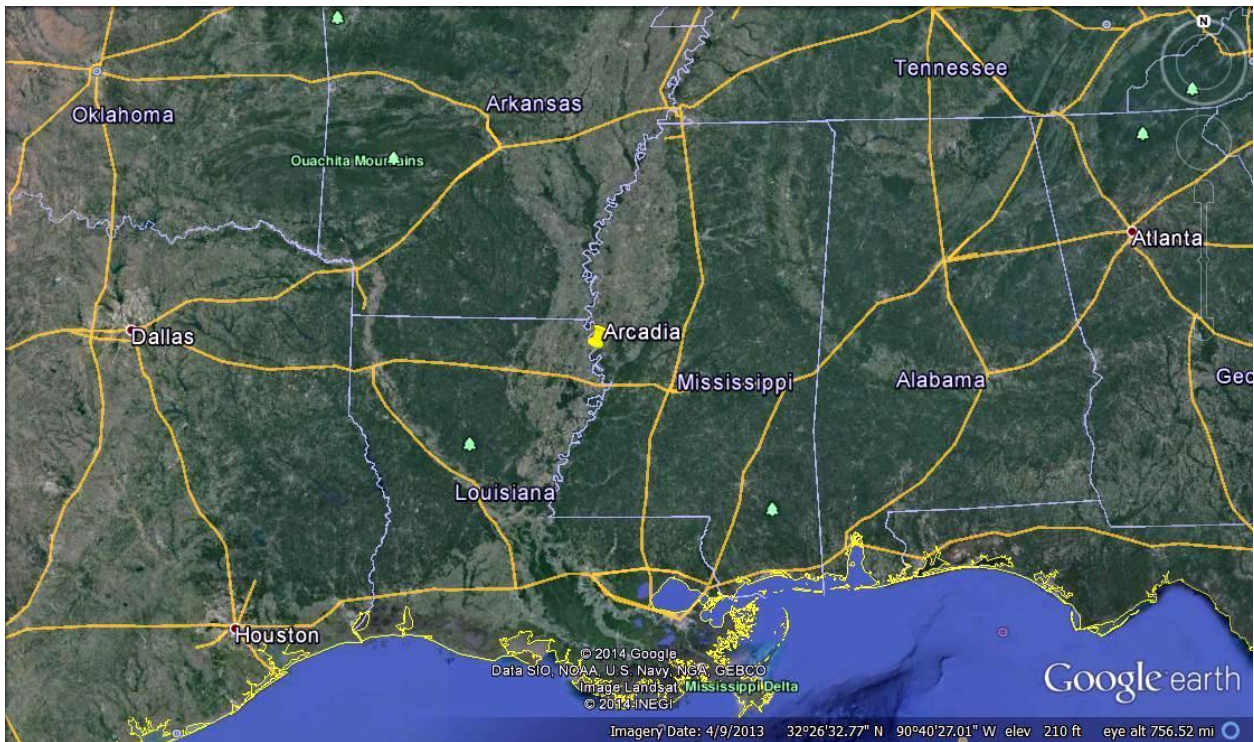 N
Tennessee
Arkansas
Oklahoma
Ouachita Mountains
Atlanta
Dallas
Arcadia
Mississippi
Alabama
Geo
Louisiana
Houston
© 2014 Google
Data SIO, NOAA, U.S. Navy, NGA, GEBCO
Image Landsat
Mississippi Delta
© 2014 INEGI
Google earth
Imagery Date: 4/9/2013 32°26'32.77" N 90°40'27.01" W elev 210 ft eye alt 756.52 mi